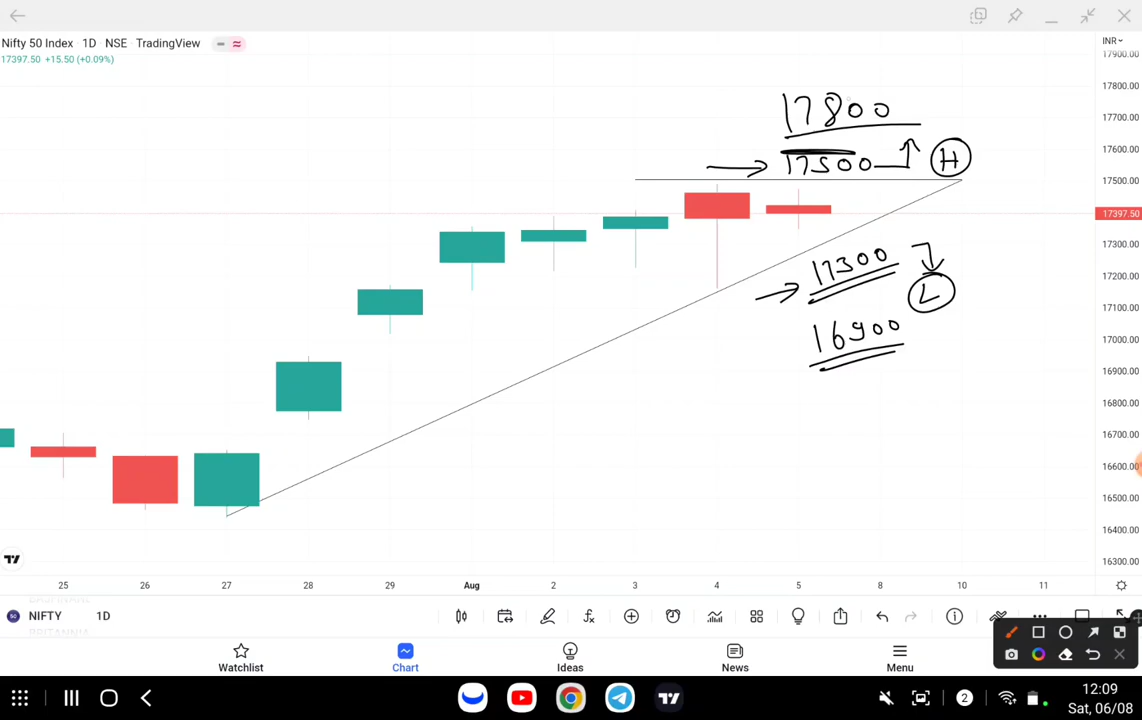 Nifty 50 Index 1D NSE TradingView
17397.50 +15.50 (+0.09%)
INR
17900.00
17800.00
17700.00
17600.00
17500.00
17397.50
17300.00
17200.00
17100.00
17000.00
16900.00
16800.00
16700.00
16600.00
16500.00
16400.00
16300.00
17800
17500
H
17300
L
16900
25 26 27 28 29 Aug 2 3 4 5 8 10 11
50 NIFTY 1D
Watchlist Chart Ideas News Menu
2 12:09
Sat, 06/08